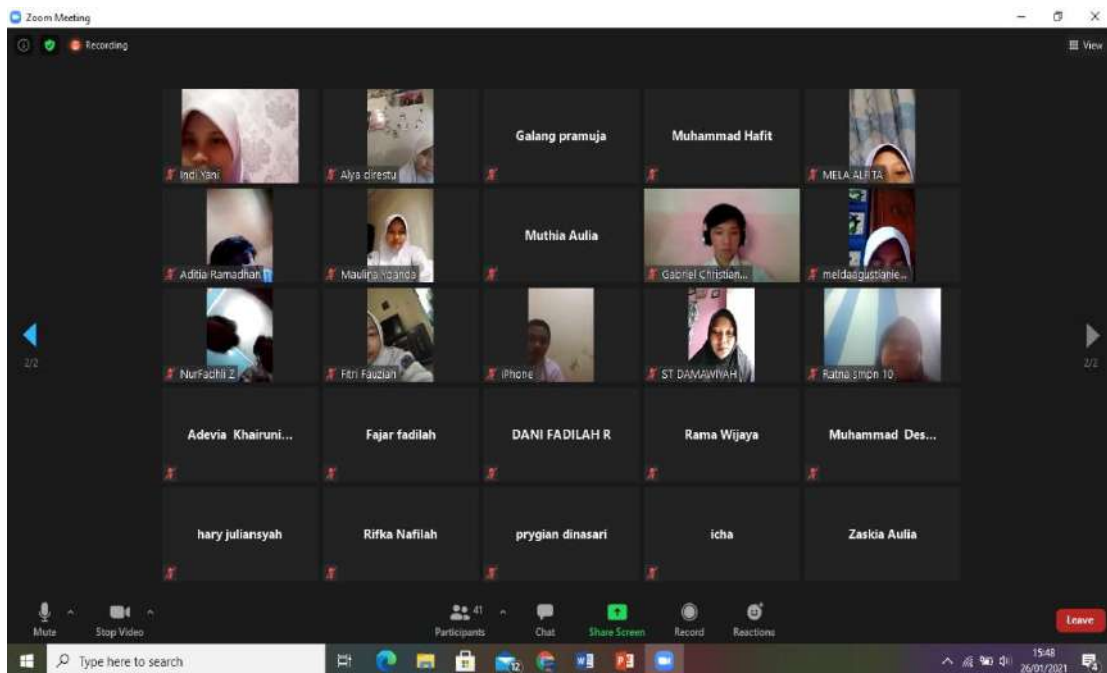 Zoom Meeting
Recording
View
Indi Yani
Alya direstu
Galang pramuja
Muhammad Hafit
MELA ALFITA
Aditia Ramadhan
Maulina Yoanda
Muthia Aulia
Gabriel Christian...
meldaagustianie...
NurFadhli Z
Fitri Fauziah
iPhone
ST DAMAWIYAH
Ratna smpn 10
Adevia Khairuni...
Fajar fadilah
DANI FADILAH R
Rama Wijaya
Muhammad Des...
hary juliansyah
Rifka Nafilah
prygian dinasari
icha
Zaskia Aulia
2/2
2/2
Mute
Stop Video
41
Participants
Chat
Share Screen
Record
Reactions
Leave
Type here to search
12
15:48
26/01/2021
4